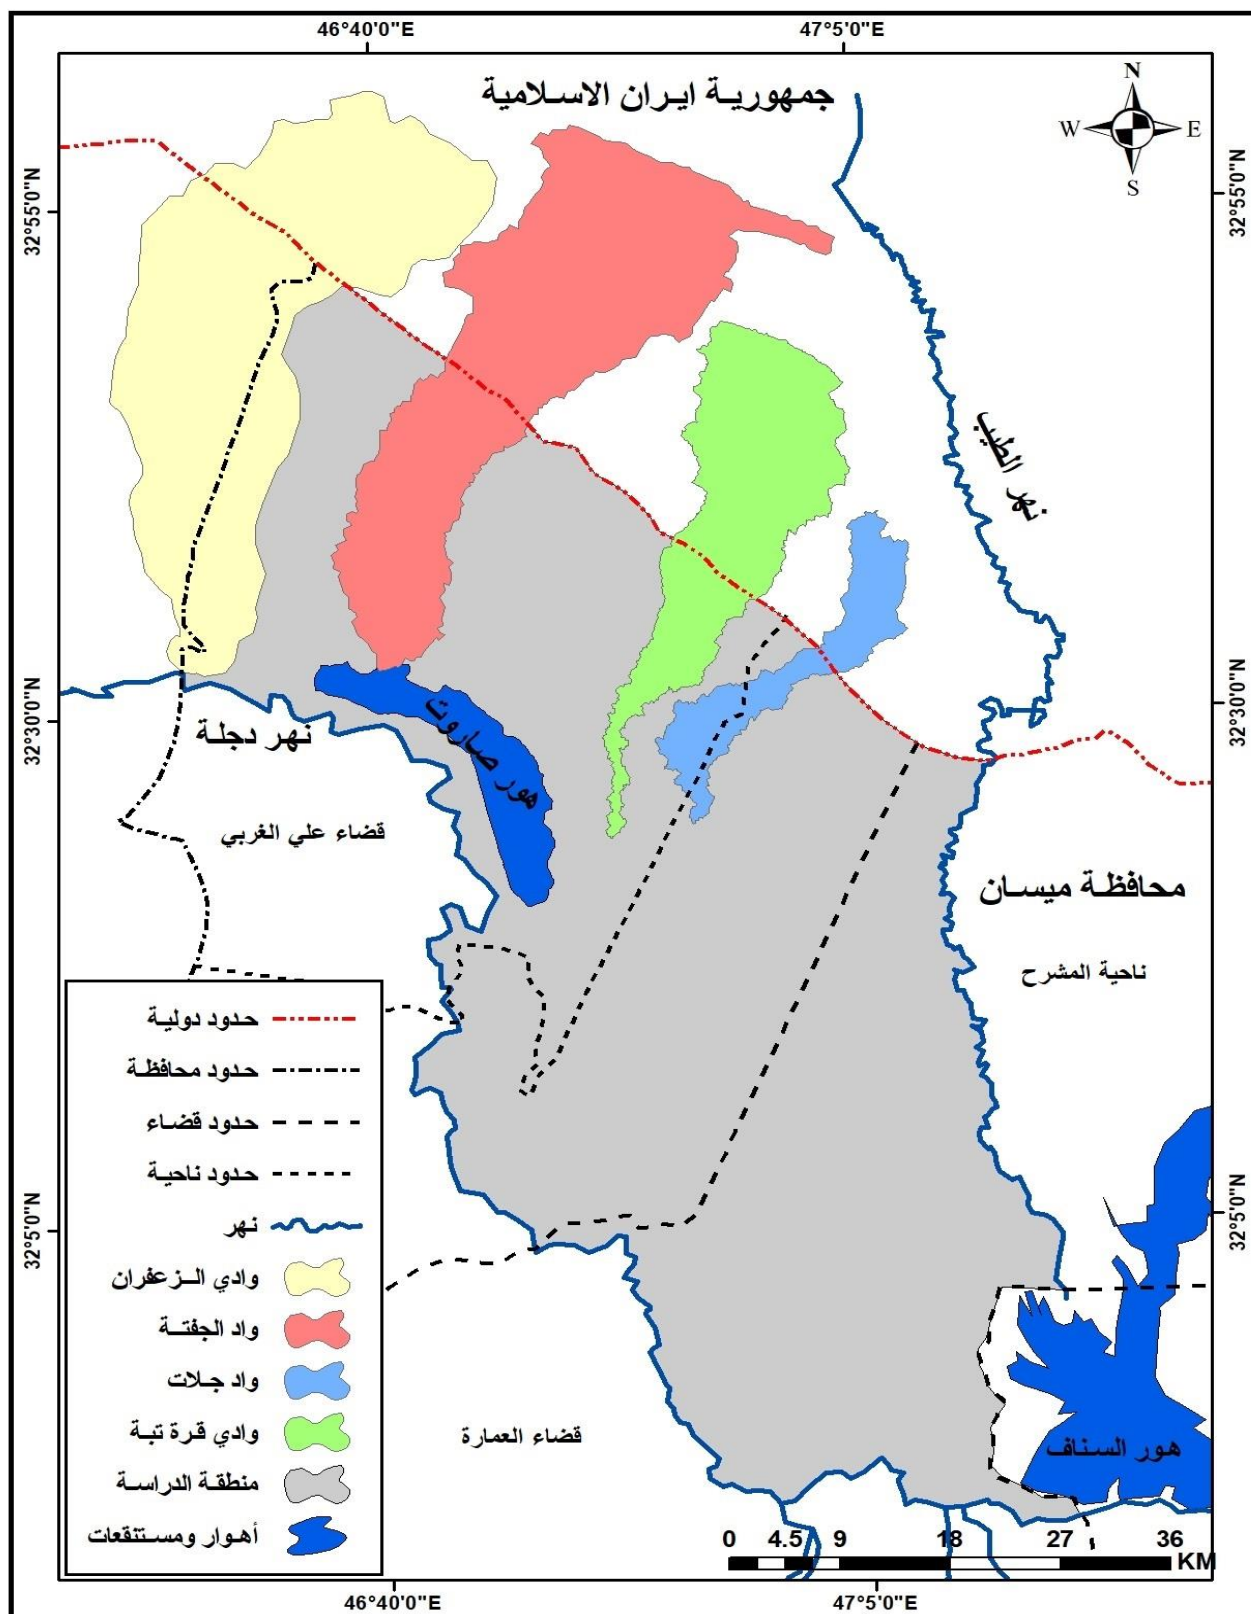 46°40'0"E
47°5'0"E
جمهورية ايران الاسلامية
N
W
E
S
32°55'0"N
32°55'0"N
نهر الطيب
32°30'0"N
32°30'0"N
نهر دجلة
هور صاروت
قضاء علي الغربي
محافظة ميسان
ناحية المشرح
حدود دولية
حدود محافظة
حدود قضاء
حدود ناحية
نهر
وادي الزعفران
واد الجفتة
واد جلات
وادي قرة تبة
منطقة الدراسة
أهوار ومستنقعات
32°5'0"N
32°5'0"N
قضاء العمارة
هور السناف
0 4.5 9 18 27 36
KM
46°40'0"E
47°5'0"E